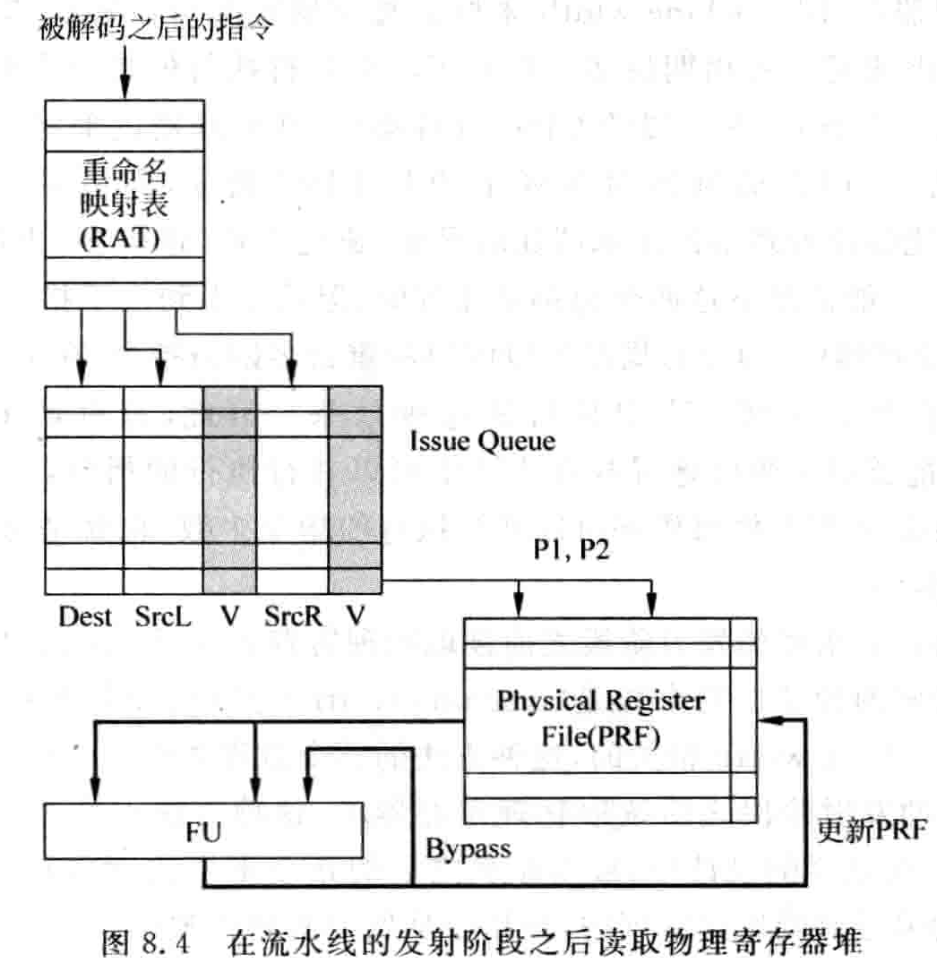 被解码之后的指令
重命名
映射表
(RAT)
Issue Queue
P1, P2
Dest SrcL V SrcR V
Physical Register
File(PRF)
FU
Bypass
更新PRF
图 8.4 在流水线的发射阶段之后读取物理寄存器堆